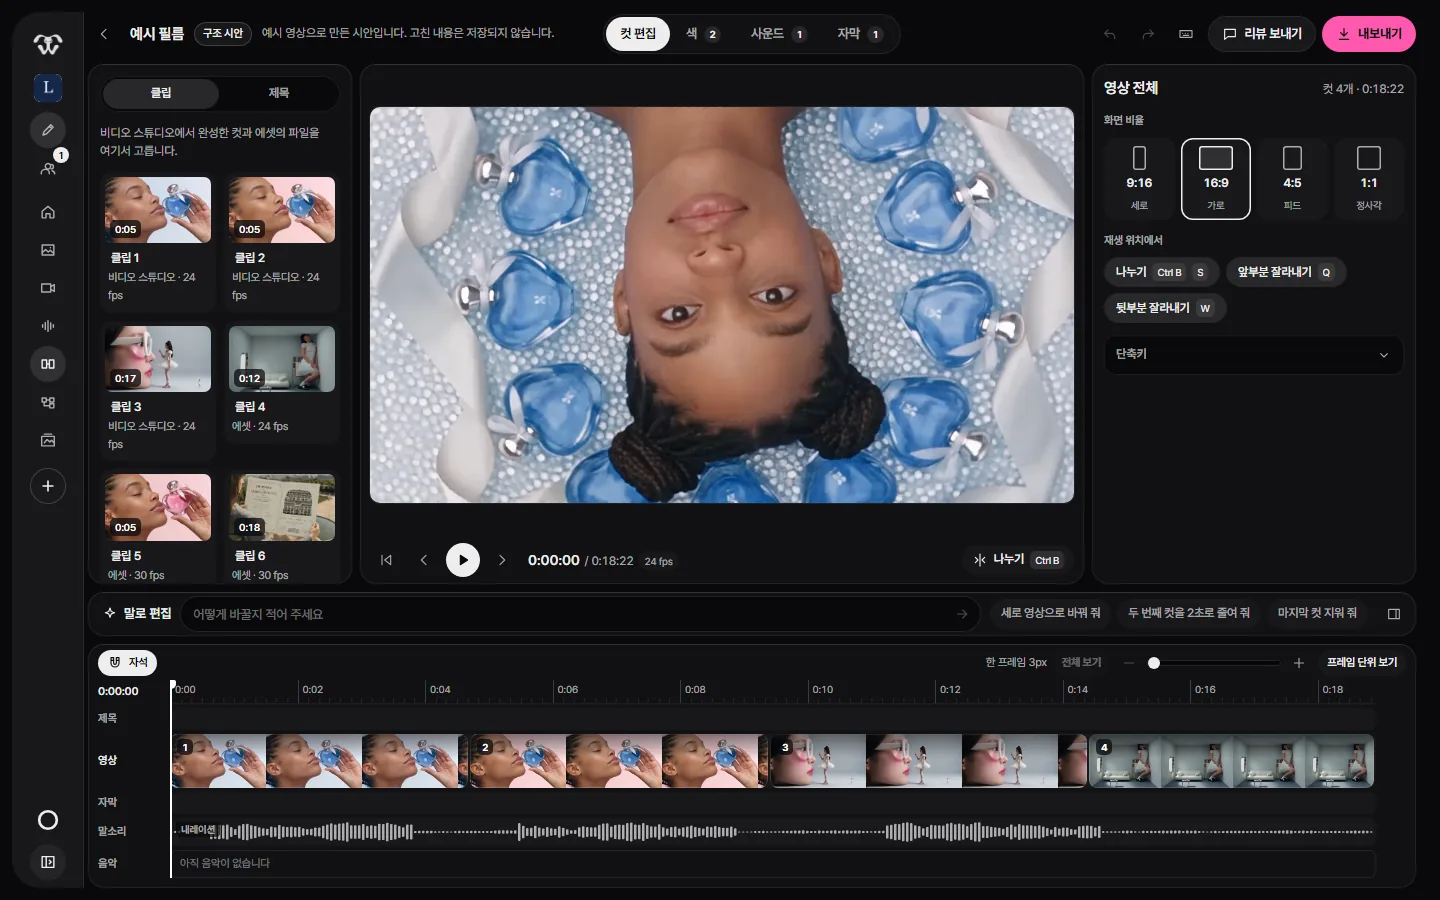 예시 필름
구조 시안
예시 영상으로 만든 시안입니다. 고친 내용은 저장되지 않습니다.
컷 편집
색 2
사운드 1
자막 1
리뷰 보내기
내보내기
L
1
클립
제목
비디오 스튜디오에서 완성한 컷과 에셋의 파일을
여기서 고릅니다.
0:05
0:05
클립 1
클립 2
비디오 스튜디오 · 24
fps
비디오 스튜디오 · 24
fps
0:17
0:12
클립 3
클립 4
비디오 스튜디오 · 24
fps
에셋 · 24 fps
0:05
0:18
클립 5
클립 6
에셋 · 30 fps
에셋 · 30 fps
0:00:00 / 0:18:22 24 fps
나누기 Ctrl B
영상 전체
컷 4개 · 0:18:22
화면 비율
9:16
세로
16:9
가로
4:5
피드
1:1
정사각
재생 위치에서
나누기 Ctrl B S
앞부분 잘라내기 Q
뒷부분 잘라내기 W
단축키
말로 편집
어떻게 바꿀지 적어 주세요
세로 영상으로 바꿔 줘
두 번째 컷을 2초로 줄여 줘
마지막 컷 지워 줘
자석
한 프레임 3px
전체 보기
프레임 단위 보기
0:00:00
0:00
0:02
0:04
0:06
0:08
0:10
0:12
0:14
0:16
0:18
제목
영상
1
2
3
4
자막
말소리
내레이션
음악
아직 음악이 없습니다